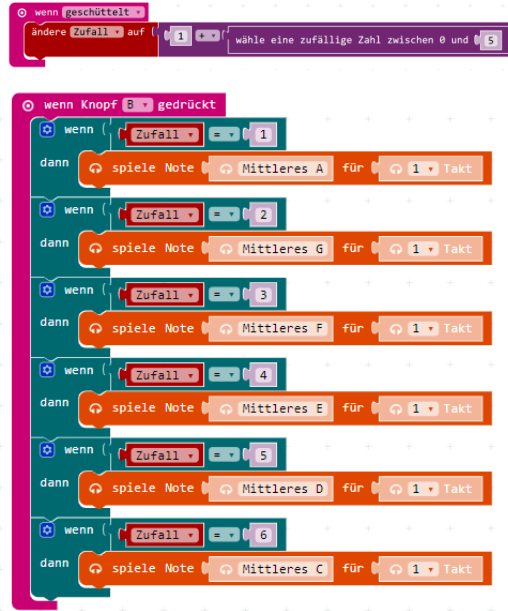 wenn geschüttelt
ändere Zufall auf 1 + wähle eine zufällige Zahl zwischen 0 und 5
wenn Knopf B gedrückt
wenn Zufall = 1
dann spiele Note Mittleres A für 1 Takt
wenn Zufall = 2
dann spiele Note Mittleres G für 1 Takt
wenn Zufall = 3
dann spiele Note Mittleres F für 1 Takt
wenn Zufall = 4
dann spiele Note Mittleres E für 1 Takt
wenn Zufall = 5
dann spiele Note Mittleres D für 1 Takt
wenn Zufall = 6
dann spiele Note Mittleres C für 1 Takt